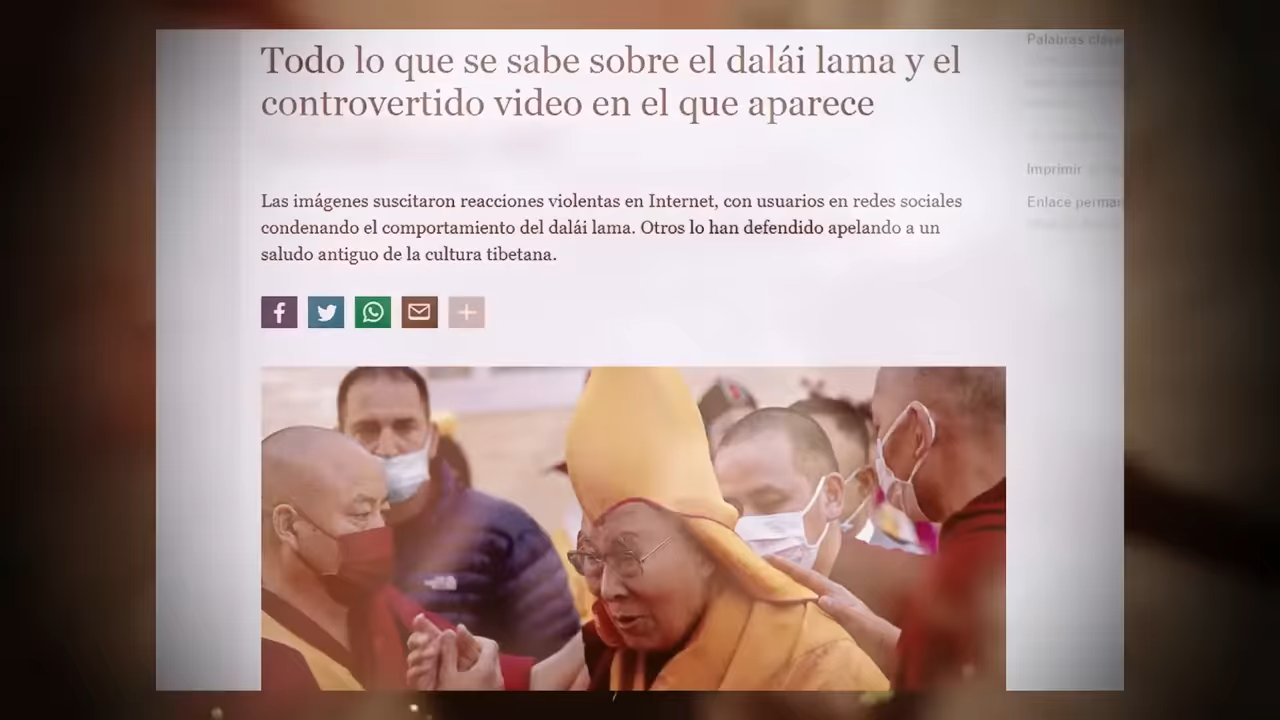 Todo lo que se sabe sobre el dalái lama y el
controvertido video en el que aparece
Las imágenes suscitaron reacciones violentas en Internet, con usuarios en redes sociales
condenando el comportamiento del dalái lama. Otros lo han defendido apelando a un
saludo antiguo de la cultura tibetana.
Palabras
Imprimir
Enlace